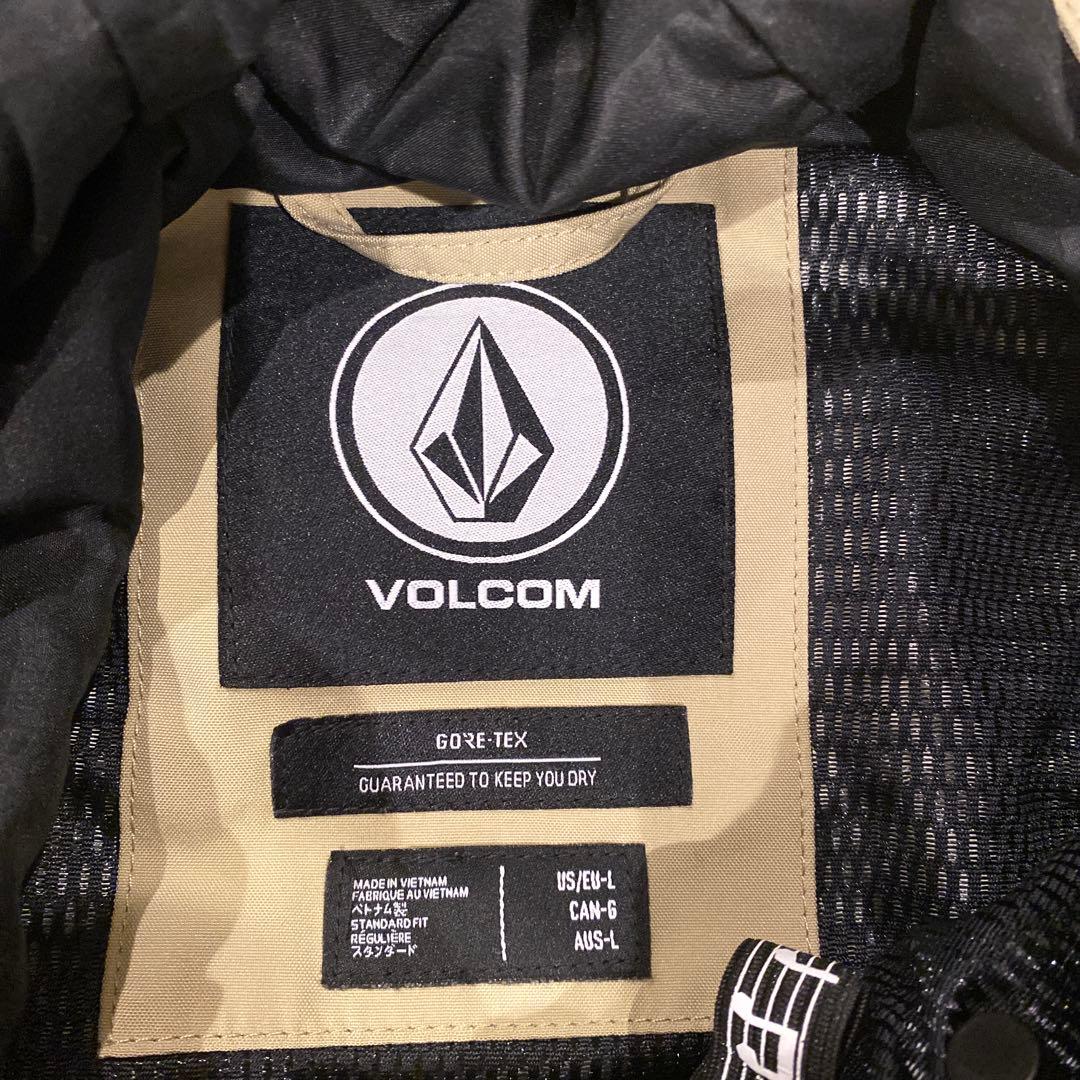 VOLCOM
GORE-TEX
GUARANTEED TO KEEP YOU DRY
MADE IN VIETNAM
FABRIQUE AU VIETNAM
ベトナム製
STANDARD FIT
RÉGULIÈRE
スタンダード
US/EU-L
CAN-G
AUS-L